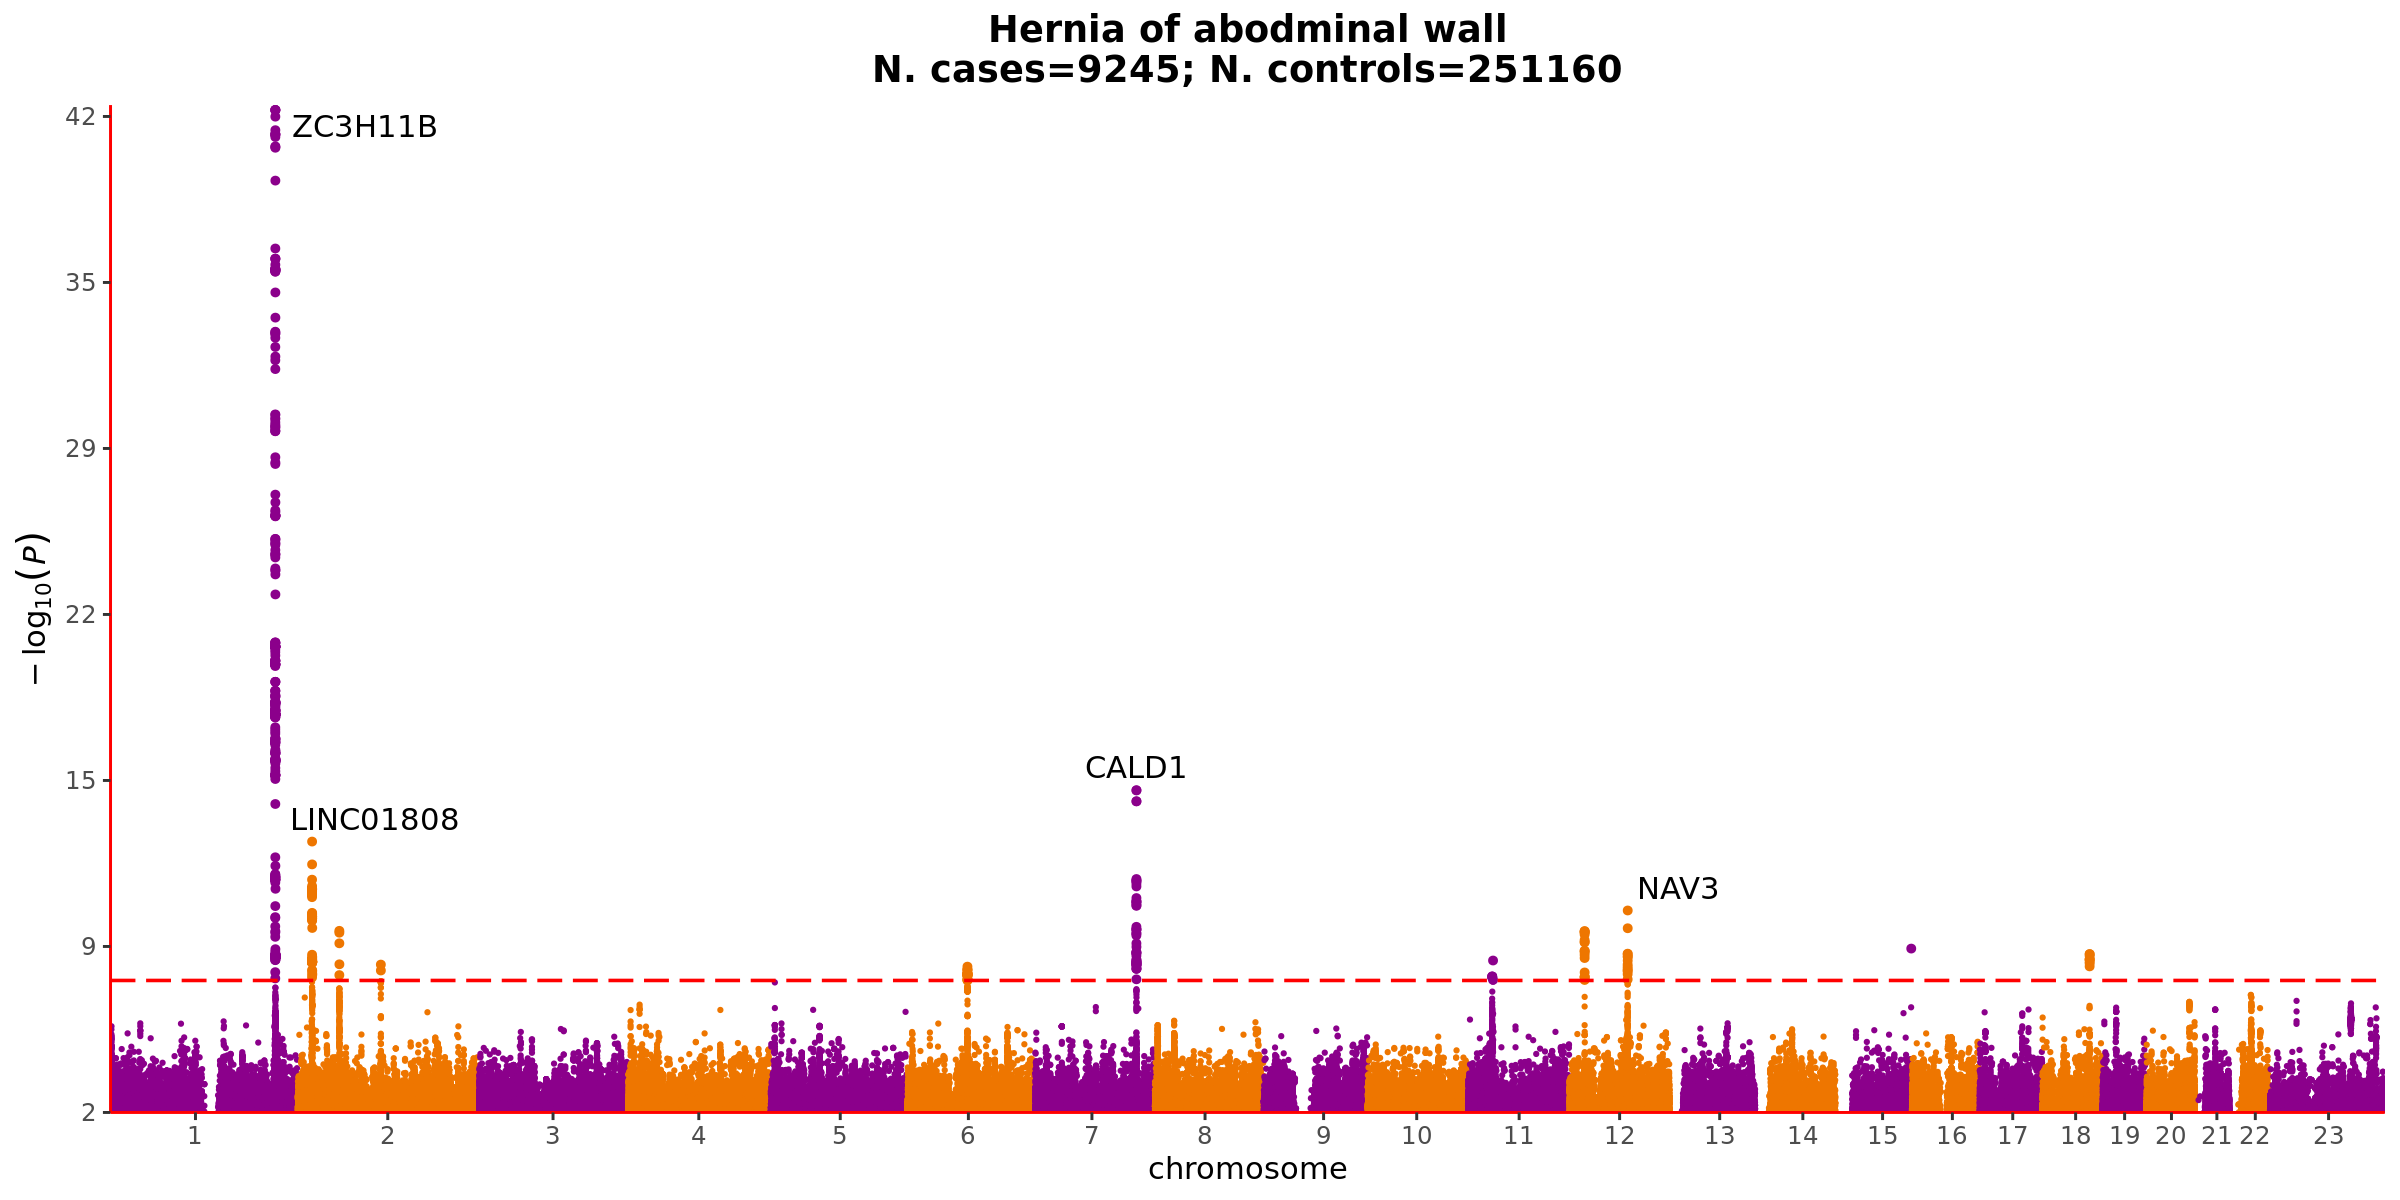 Hernia of abodminal wall
N. cases=9245; N. controls=251160
42
35
29
22
15
9
2
−log10(P)
ZC3H11B
LINC01808
CALD1
NAV3
1 2 3 4 5 6 7 8 9 10 11 12 13 14 15 16 17 18 19 20 21 22 23
chromosome